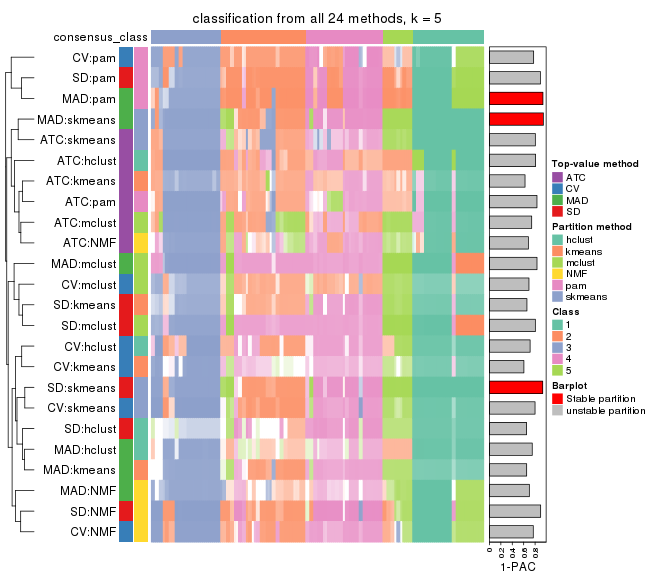 classification from all 24 methods, k = 5
consensus_class
CV:pam
SD:pam
MAD:pam
MAD:skmeans
ATC:skmeans
ATC:hclust
ATC:kmeans
ATC:pam
ATC:mclust
ATC:NMF
MAD:mclust
CV:mclust
SD:kmeans
SD:mclust
CV:hclust
CV:kmeans
SD:skmeans
CV:skmeans
SD:hclust
MAD:hclust
MAD:kmeans
MAD:NMF
SD:NMF
CV:NMF
0 0.2 0.4 0.6 0.8
1-PAC
Top-value method
ATC
CV
MAD
SD
Partition method
hclust
kmeans
mclust
NMF
pam
skmeans
Class
1
2
3
4
5
Barplot
Stable partition
unstable partition